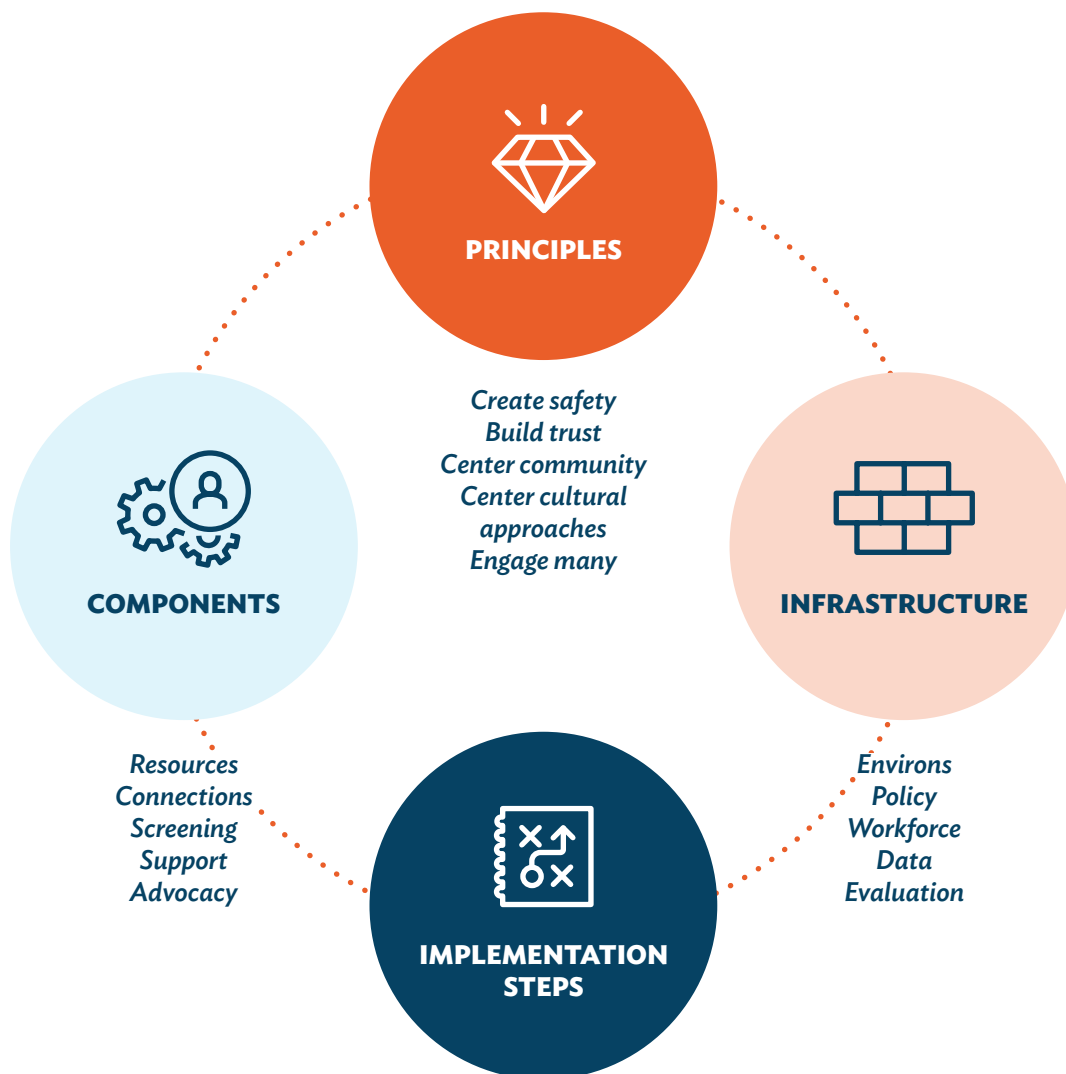 PRINCIPLES
Create safety
Build trust
Center community
Center cultural
approaches
Engage many
COMPONENTS
Resources
Connections
Screening
Support
Advocacy
INFRASTRUCTURE
Environs
Policy
Workforce
Data
Evaluation
IMPLEMENTATION
STEPS